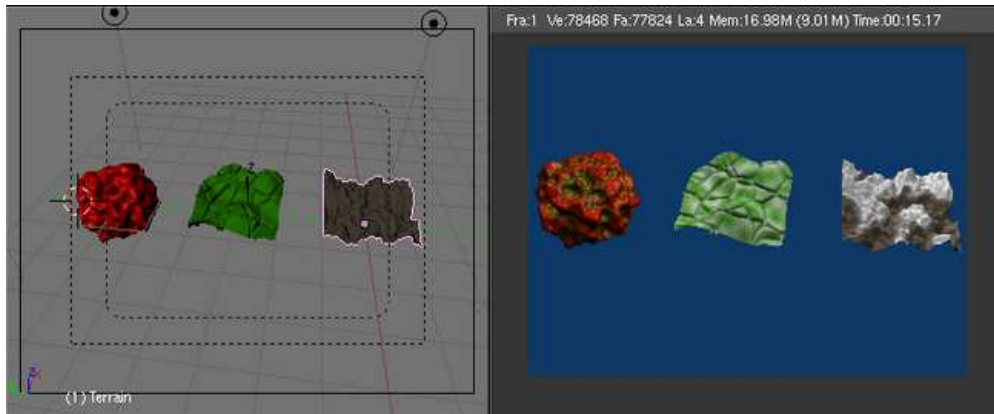 Fra:1 Ve:78468 Fa:77824 La:4 Mem:16.98M (9.01M) Time:00:15.17
z
z
(1) Terrain